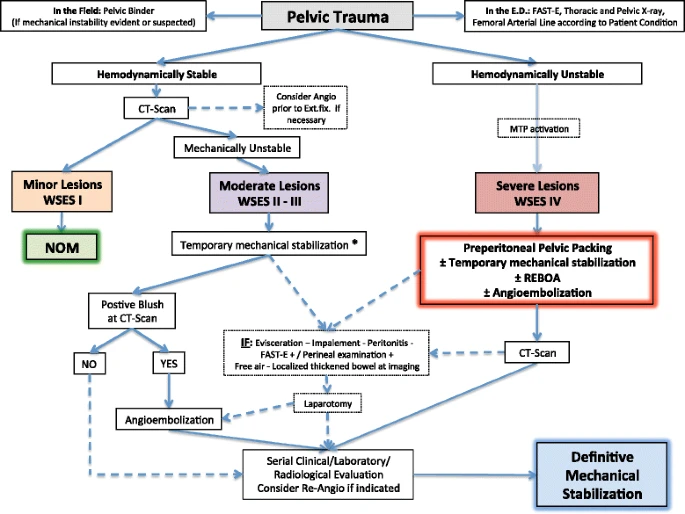 In the Field: Pelvic Binder
(If mechanical instability evident or suspected)
Pelvic Trauma
In the E.D.: FAST-E, Thoracic and Pelvic X-ray,
Femoral Arterial Line according to Patient Condition
Hemodynamically Stable
Hemodynamically Unstable
CT-Scan
Consider Angio
prior to Ext.fix. If
necessary
MTP activation
Mechanically Unstable
Minor Lesions
WSES I
Moderate Lesions
WSES II - III
Severe Lesions
WSES IV
NOM
Temporary mechanical stabilization *
Preperitoneal Pelvic Packing
± Temporary mechanical stabilization
± REBOA
± Angioembolization
Postive Blush
at CT-Scan
IF: Evisceration – Impalement - Peritonitis -
FAST-E + / Perineal examination +
Free air - Localized thickened bowel at imaging
CT-Scan
NO
YES
Laparotomy
Angioembolization
Serial Clinical/Laboratory/
Radiological Evaluation
Consider Re-Angio if indicated
Definitive
Mechanical
Stabilization